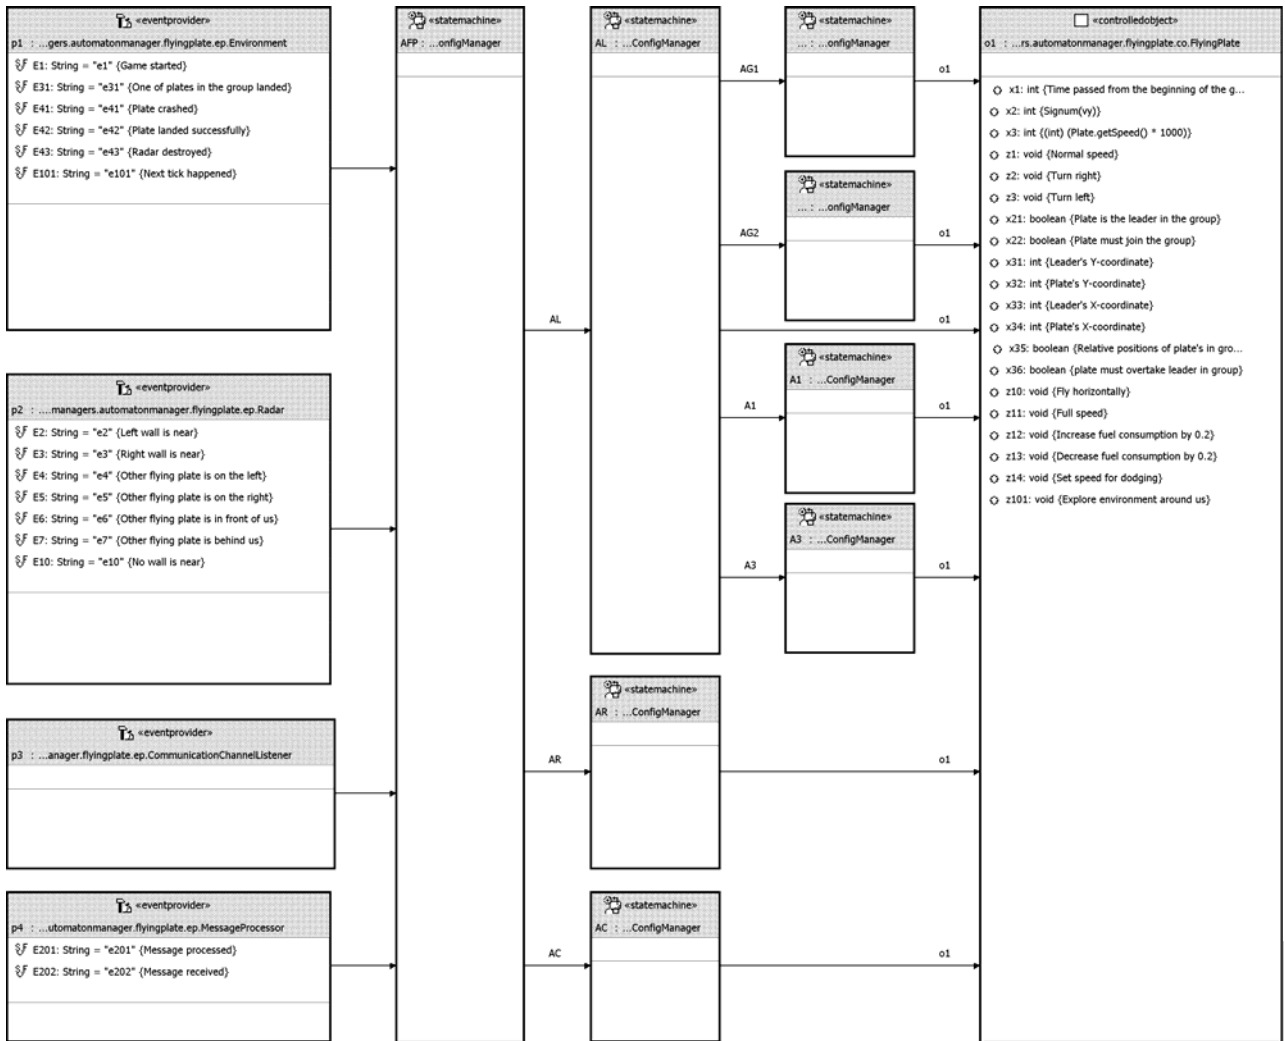 «eventprovider»
p1 : ...gers.automatonmanager.flyingplate.ep.Environment
E1: String = "e1" {Game started}
E31: String = "e31" {One of plates in the group landed}
E41: String = "e41" {Plate crashed}
E42: String = "e42" {Plate landed successfully}
E43: String = "e43" {Radar destroyed}
E101: String = "e101" {Next tick happened}
«eventprovider»
p2 : ....managers.automatonmanager.flyingplate.ep.Radar
E2: String = "e2" {Left wall is near}
E3: String = "e3" {Right wall is near}
E4: String = "e4" {Other flying plate is on the left}
E5: String = "e5" {Other flying plate is on the right}
E6: String = "e6" {Other flying plate is in front of us}
E7: String = "e7" {Other flying plate is behind us}
E10: String = "e10" {No wall is near}
«eventprovider»
p3 : ...anager.flyingplate.ep.CommunicationChannelListener
«eventprovider»
p4 : ...utomatonmanager.flyingplate.ep.MessageProcessor
E201: String = "e201" {Message processed}
E202: String = "e202" {Message received}
«statemachine»
AFP : ...onfigManager
AL
AR
AC
«statemachine»
AL : ...ConfigManager
«statemachine»
AR : ...ConfigManager
«statemachine»
AC : ...ConfigManager
AG1
AG2
A1
A3
«statemachine»
... : ...onfigManager
«statemachine»
... : ...onfigManager
«statemachine»
A1 : ...ConfigManager
«statemachine»
A3 : ...ConfigManager
o1
o1
o1
o1
o1
o1
o1
«controlledobject»
o1 : ...rs.automatonmanager.flyingplate.co.FlyingPlate
x1: int {Time passed from the beginning of the g...
x2: int {Signum(vy)}
x3: int {(int) (Plate.getSpeed() * 1000)}
z1: void {Normal speed}
z2: void {Turn right}
z3: void {Turn left}
x21: boolean {Plate is the leader in the group}
x22: boolean {Plate must join the group}
x31: int {Leader's Y-coordinate}
x32: int {Plate's Y-coordinate}
x33: int {Leader's X-coordinate}
x34: int {Plate's X-coordinate}
x35: boolean {Relative positions of plate's in gro...
x36: boolean {plate must overtake leader in group}
z10: void {Fly horizontally}
z11: void {Full speed}
z12: void {Increase fuel consumption by 0.2}
z13: void {Decrease fuel consumption by 0.2}
z14: void {Set speed for dodging}
z101: void {Explore environment around us}